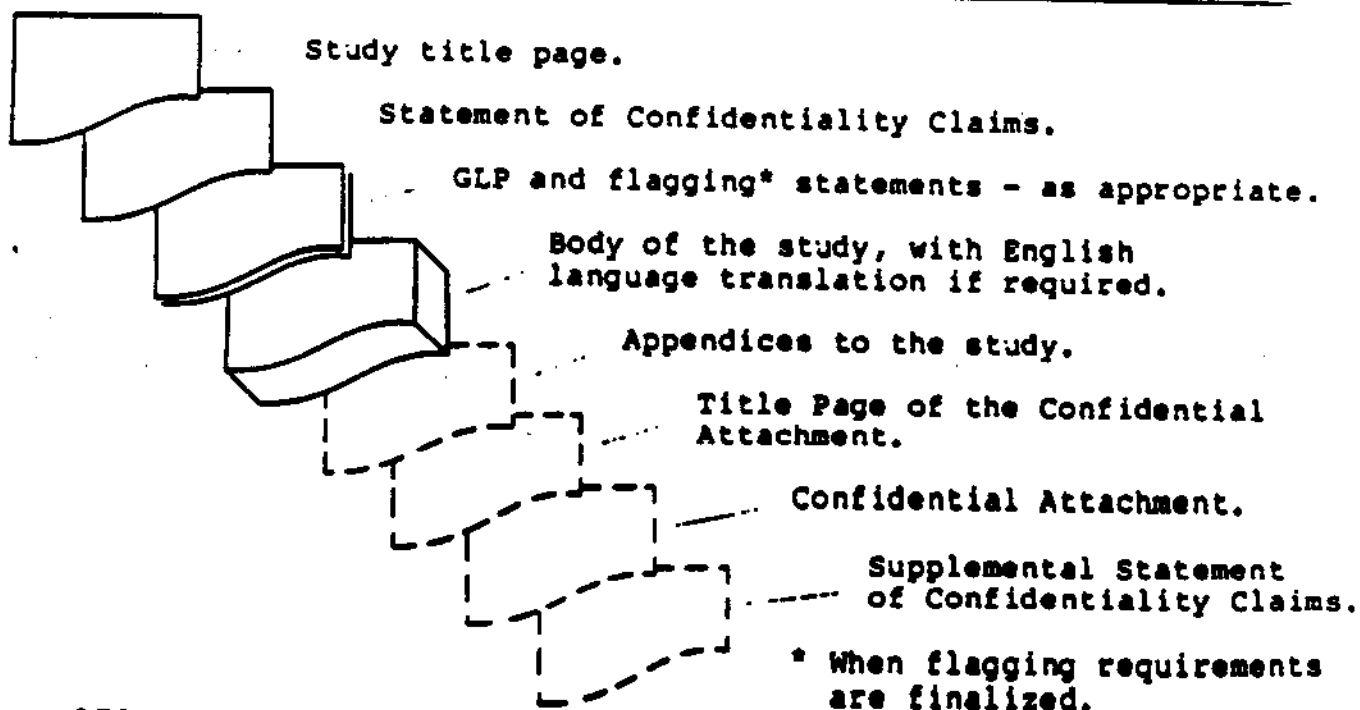 Study title page.
Statement of Confidentiality Claims.
GLP and flagging* statements - as appropriate.
Body of the study, with English
language translation if required.
Appendices to the study.
Title Page of the Confidential
Attachment.
Confidential Attachment.
Supplemental Statement
of Confidentiality Claims.
* When flagging requirements
are finalized.